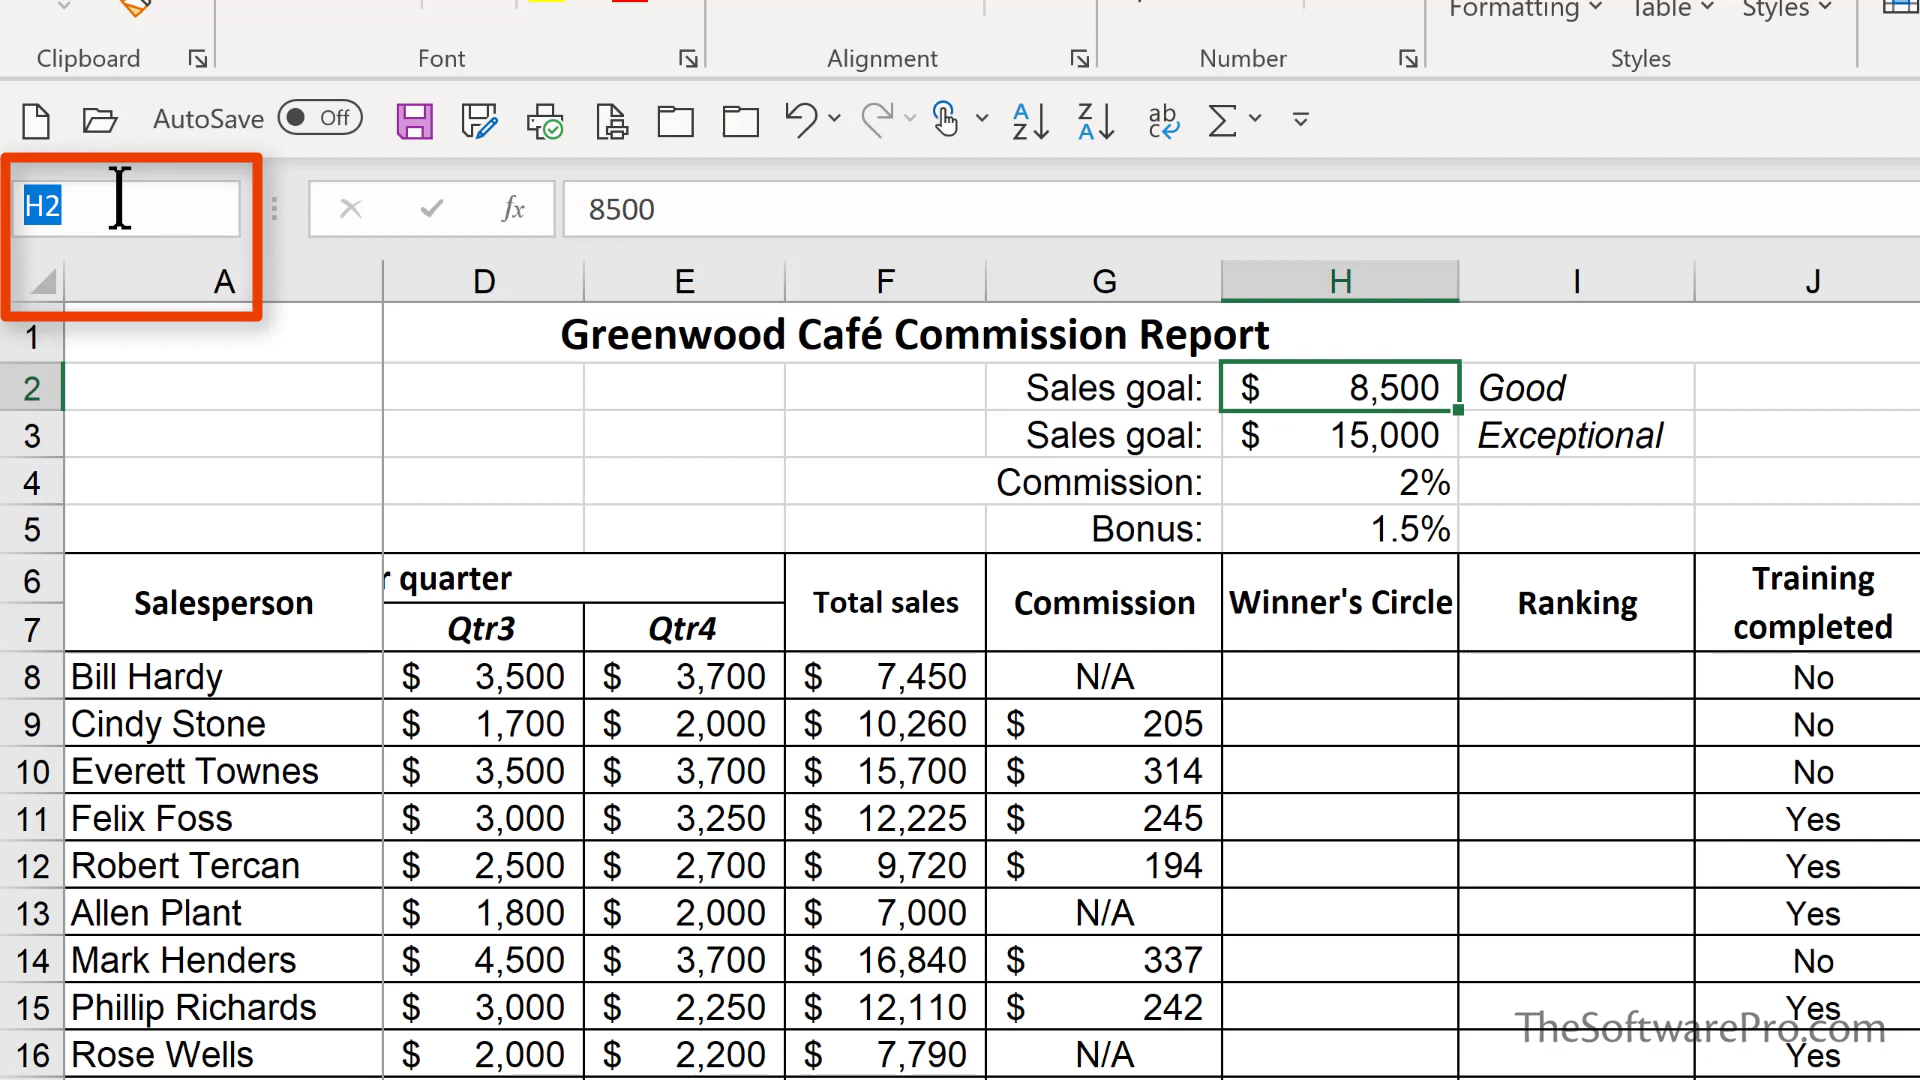 Formatting Table Styles
Clipboard Font Alignment Number Styles
AutoSave Off
H2 fx 8500
A D E F G H I J
1 Greenwood Café Commission Report
2 Sales goal: $ 8,500 Good
3 Sales goal: $ 15,000 Exceptional
4 Commission: 2%
5 Bonus: 1.5%
6 Salesperson r quarter Total sales Commission Winner's Circle Ranking Training
7 Qtr3 Qtr4 completed
8 Bill Hardy $ 3,500 $ 3,700 $ 7,450 N/A No
9 Cindy Stone $ 1,700 $ 2,000 $ 10,260 $ 205 No
10 Everett Townes $ 3,500 $ 3,700 $ 15,700 $ 314 No
11 Felix Foss $ 3,000 $ 3,250 $ 12,225 $ 245 Yes
12 Robert Tercan $ 2,500 $ 2,700 $ 9,720 $ 194 Yes
13 Allen Plant $ 1,800 $ 2,000 $ 7,000 N/A Yes
14 Mark Henders $ 4,500 $ 3,700 $ 16,840 $ 337 No
15 Phillip Richards $ 3,000 $ 2,250 $ 12,110 $ 242 Yes
TheSoftwarePro.com
16 Rose Wells $ 2,000 $ 2,200 $ 7,790 N/A Yes